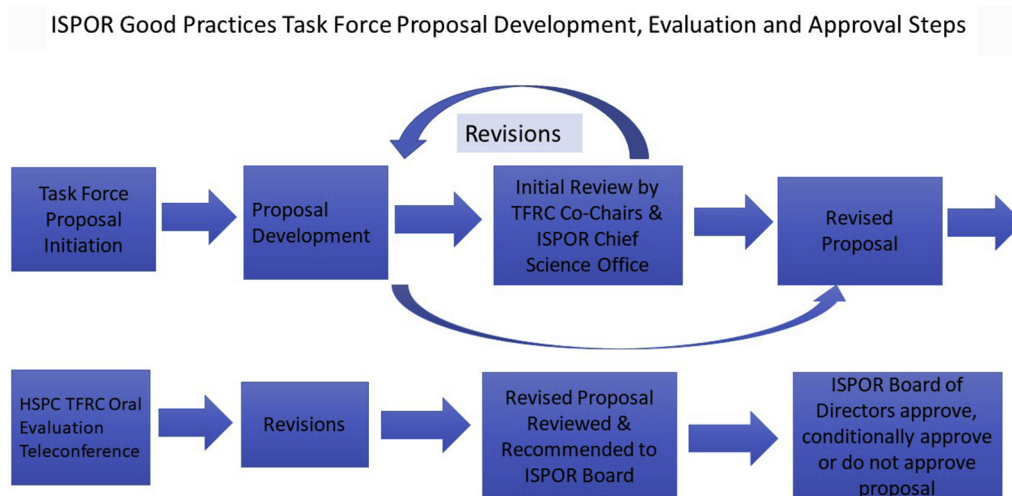 ISPOR Good Practices Task Force Proposal Development, Evaluation and Approval Steps
Revisions
Task Force
Proposal
Initiation
Proposal
Development
Initial Review by
TFRC Co-Chairs &
ISPOR Chief
Science Office
Revised
Proposal
HSPC TFRC Oral
Evaluation
Teleconference
Revisions
Revised Proposal
Reviewed &
Recommended to
ISPOR Board
ISPOR Board of
Directors approve,
conditionally approve
or do not approve
proposal